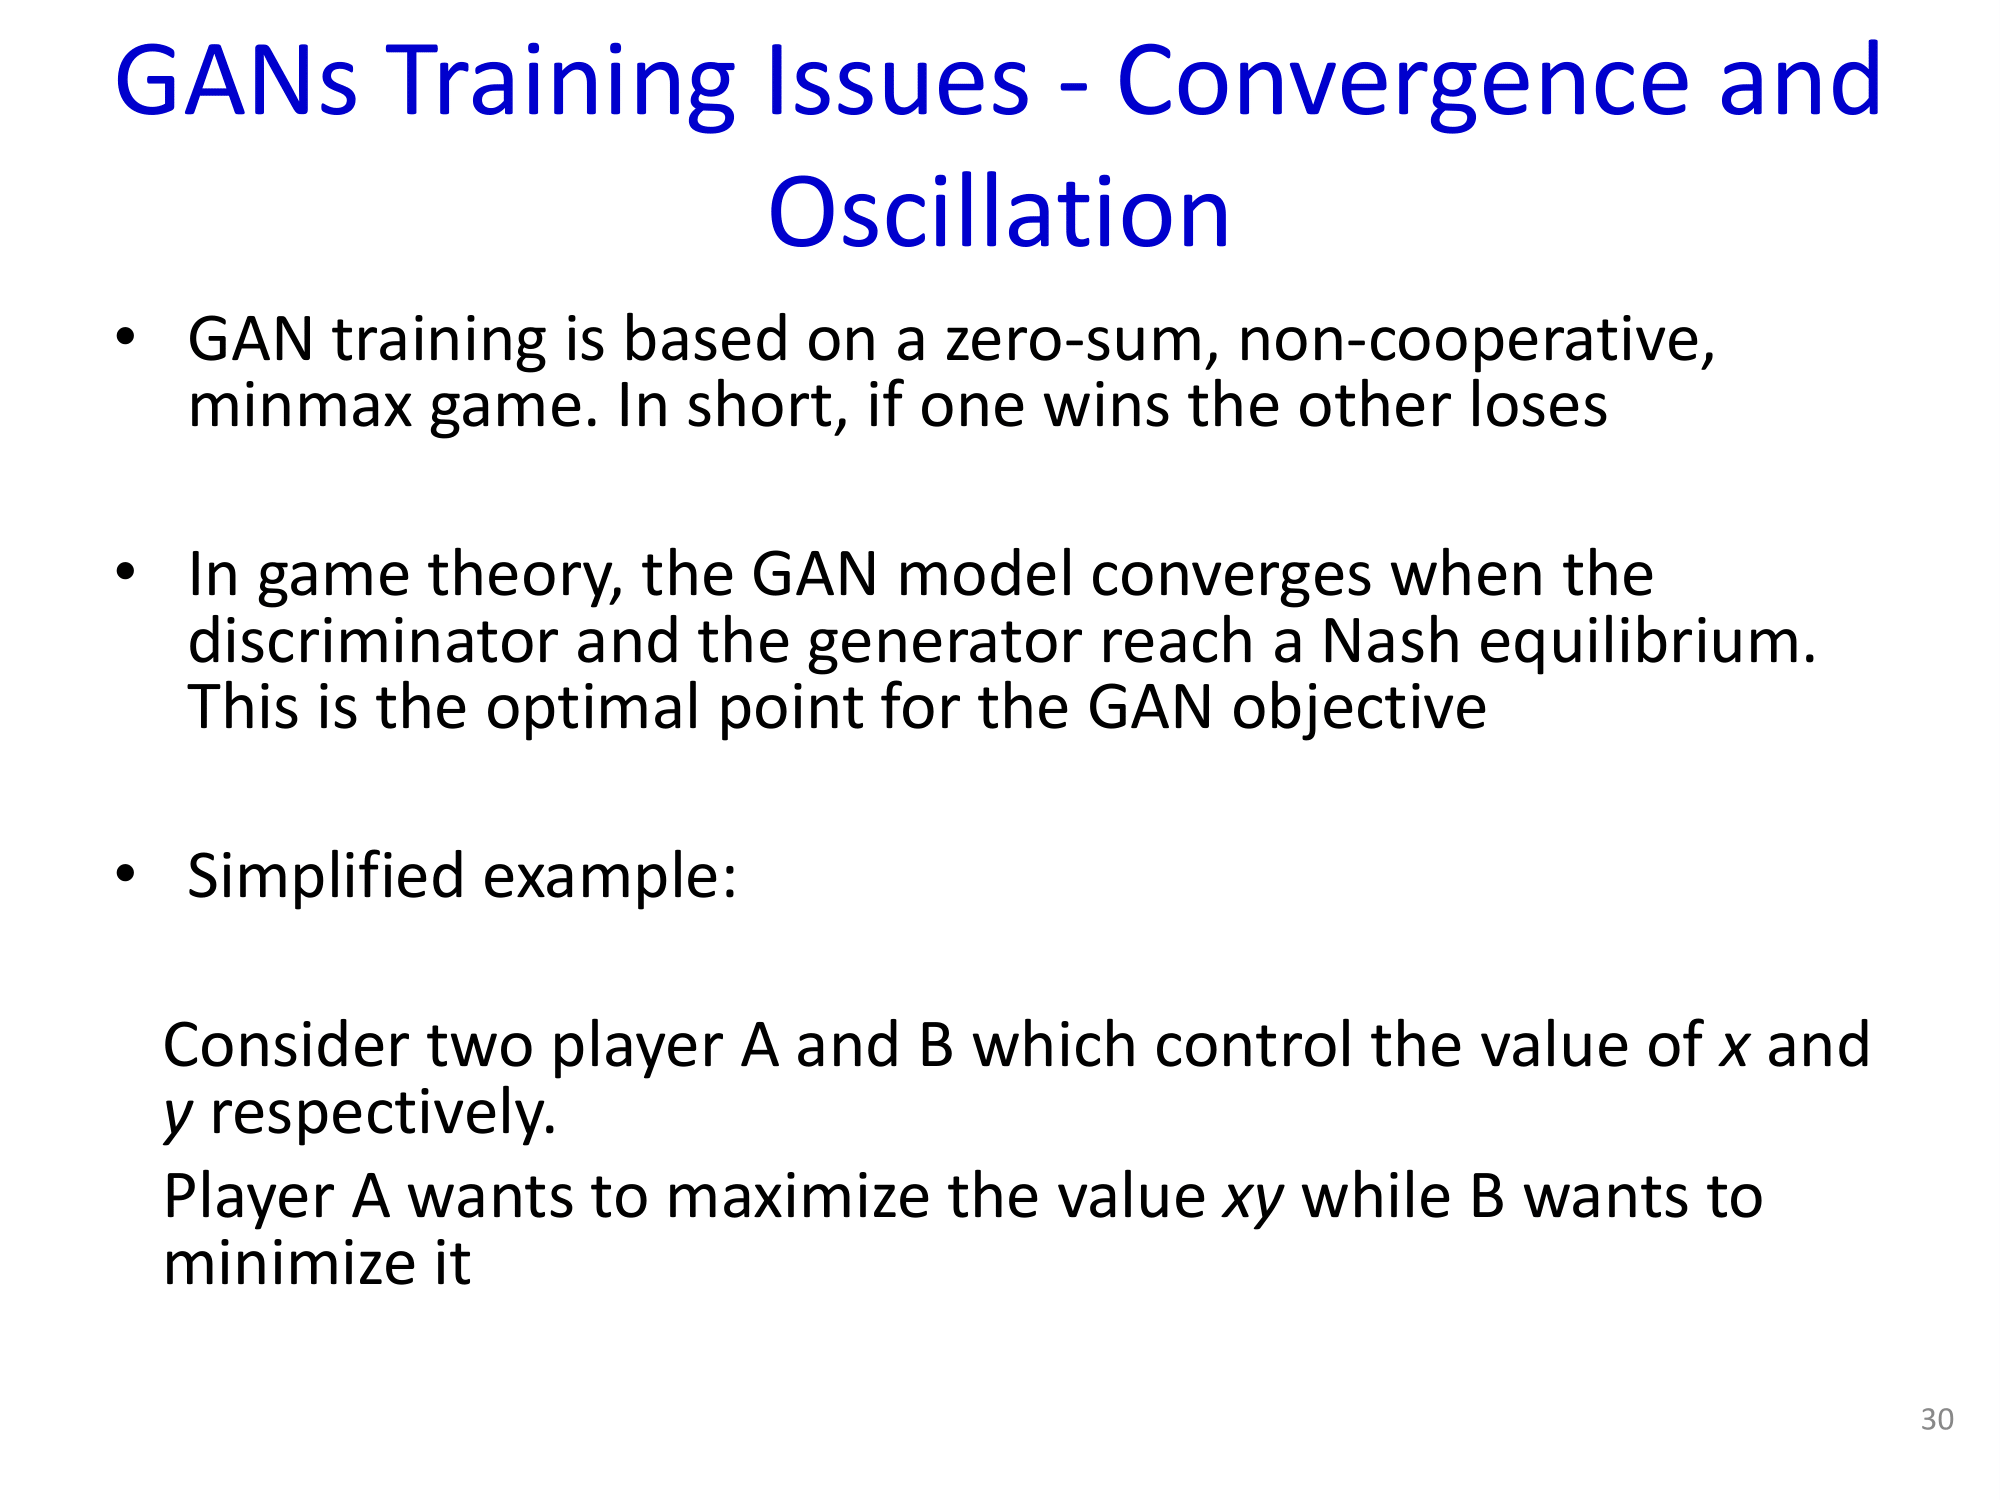 GANs Training Issues - Convergence and
Oscillation
• GAN training is based on a zero-sum, non-cooperative,
minmax game. In short, if one wins the other loses
• In game theory, the GAN model converges when the
discriminator and the generator reach a Nash equilibrium.
This is the optimal point for the GAN objective
• Simplified example:
Consider two player A and B which control the value of x and
y respectively.
Player A wants to maximize the value xy while B wants to
minimize it
30